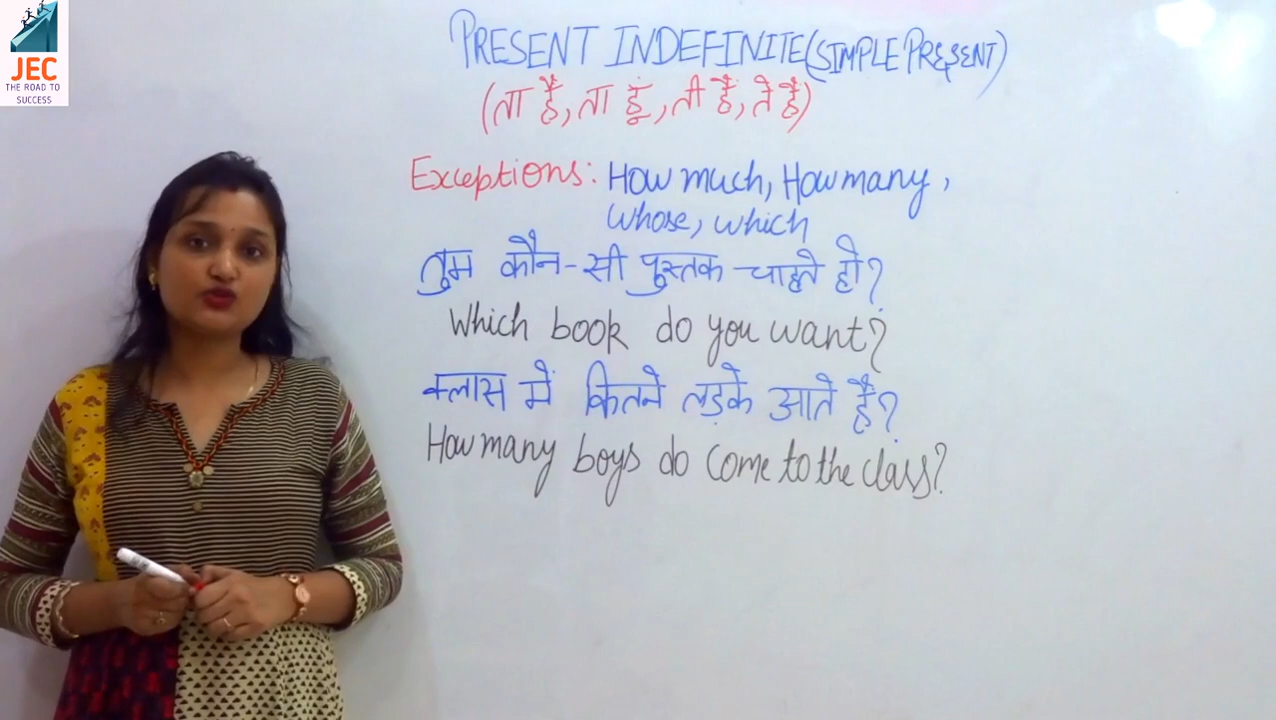 JEC
THE ROAD TO
SUCCESS
PRESENT INDEFINITE (SIMPLE PRESENT)
(ता है, ता हूं, ती है, ते है)
Exceptions: How much, How many,
whose, which
तुम कौन-सी पुस्तक चाहते हो?
Which book do you want?
क्लास में कितने लड़के आते है?
How many boys do come to the class?